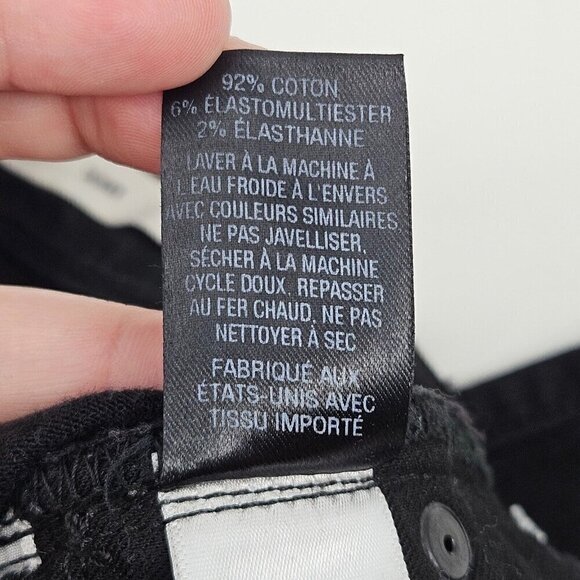 92% COTON
6% ÉLASTOMULTIESTER
2% ÉLASTHANNE
LAVER À LA MACHINE À
L'EAU FROIDE À L'ENVERS
AVEC COULEURS SIMILAIRES,
NE PAS JAVELLISER,
SÉCHER À LA MACHINE
CYCLE DOUX. REPASSER
AU FER CHAUD. NE PAS
NETTOYER À SEC
FABRIQUÉ AUX
ÉTATS-UNIS AVEC
TISSU IMPORTÉ